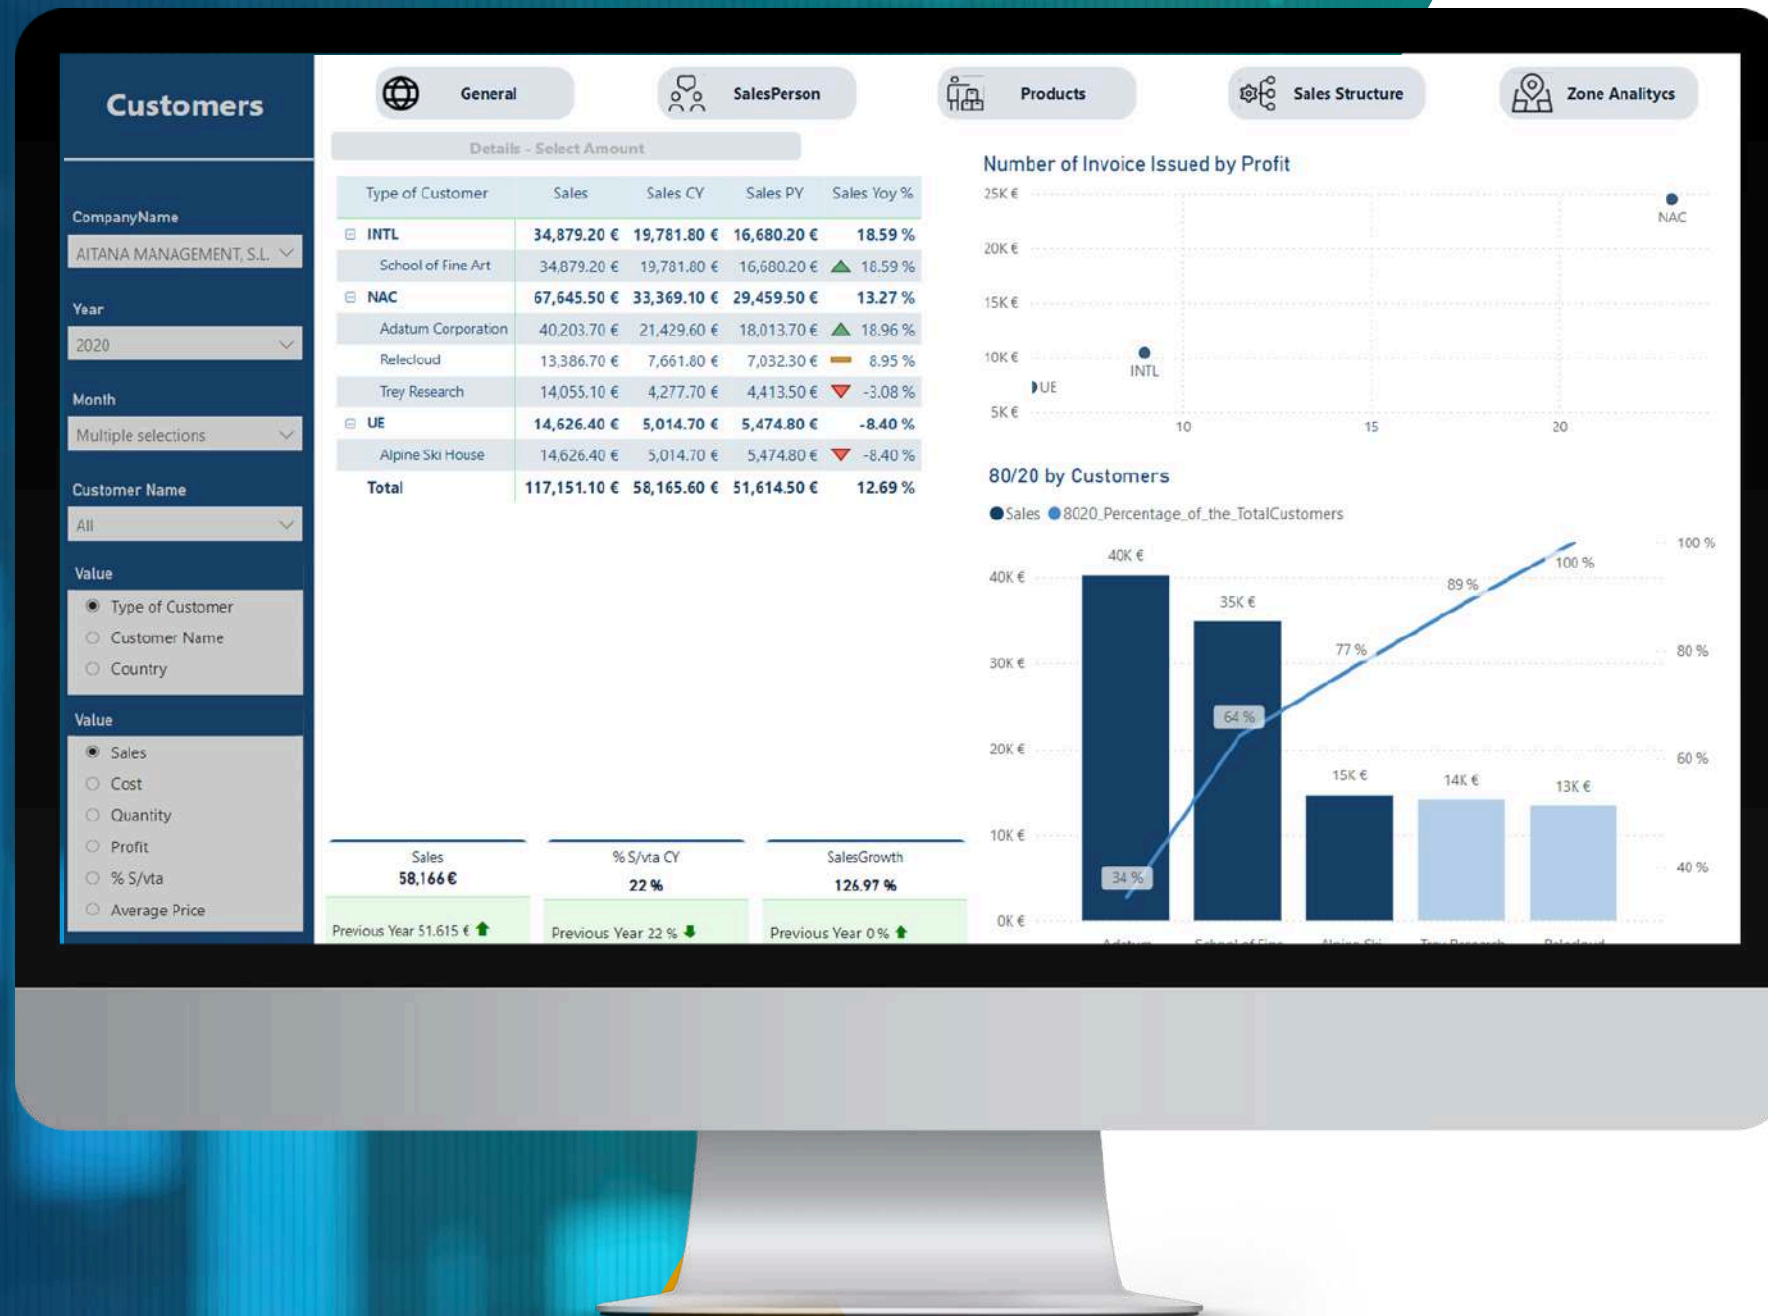 Customers
General
SalesPerson
Products
Sales Structure
Zone Analitycs
CompanyName
AITANA MANAGEMENT, S.L.
Year
2020
Month
Multiple selections
Customer Name
All
Value
Type of Customer
Customer Name
Country
Value
Sales
Cost
Quantity
Profit
% S/vta
Average Price
Details - Select Amount
Type of Customer Sales Sales CY Sales PY Sales Yoy %
INTL 34,879.20 € 19,781.80 € 16,680.20 € 18.59 %
School of Fine Art 34,879.20 € 19,781.80 € 16,680.20 € 18.59 %
NAC 67,645.50 € 33,369.10 € 29,459.50 € 13.27 %
Adatum Corporation 40,203.70 € 21,429.60 € 18,013.70 € 18.96 %
Relecloud 13,386.70 € 7,661.80 € 7,032.30 € 8.95 %
Trey Research 14,055.10 € 4,277.70 € 4,413.50 € -3.08 %
UE 14,626.40 € 5,014.70 € 5,474.80 € -8.40 %
Alpine Ski House 14,626.40 € 5,014.70 € 5,474.80 € -8.40 %
Total 117,151.10 € 58,165.60 € 51,614.50 € 12.69 %
Sales
58,166 €
Previous Year 51.615 €
% S/vta CY
22 %
Previous Year 22 %
SalesGrowth
126.97 %
Previous Year 0 %
Number of Invoice Issued by Profit
25K €
NAC
20K €
15K €
10K €
INTL
UE
5K €
10 15 20
80/20 by Customers
Sales 8020_Percentage_of_the_TotalCustomers
40K € 100 %
40K € 89 % 100 %
35K €
30K € 77 % 80 %
64 %
20K € 60 %
15K € 14K € 13K €
10K €
34 % 40 %
0K €
Adatum School of Fine Alpine Ski Trey Research Relecloud